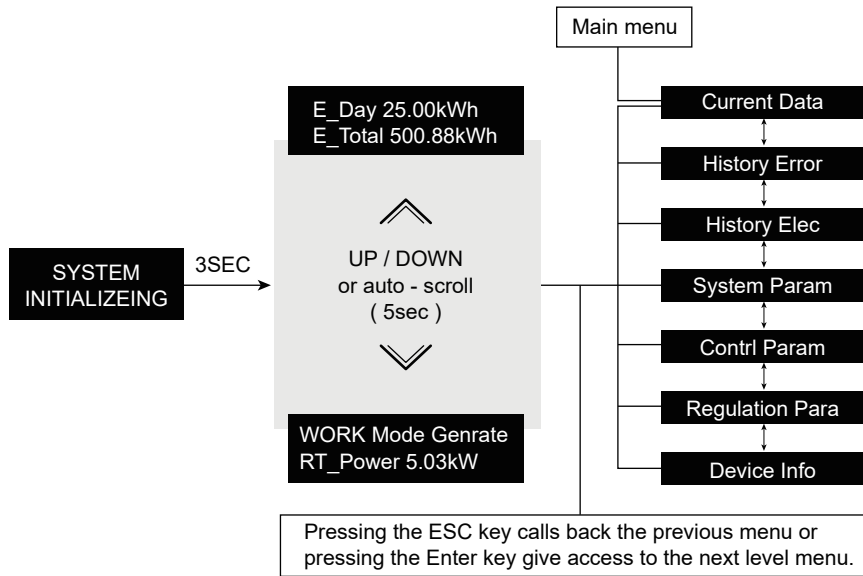 Main menu
E_Day 25.00kWh
E_Total 500.88kWh
Current Data
History Error
History Elec
SYSTEM
INITIALIZEING
3SEC
UP / DOWN
or auto - scroll
( 5sec )
System Param
Contrl Param
Regulation Para
WORK Mode Genrate
RT_Power 5.03kW
Device Info
Pressing the ESC key calls back the previous menu or
pressing the Enter key give access to the next level menu.